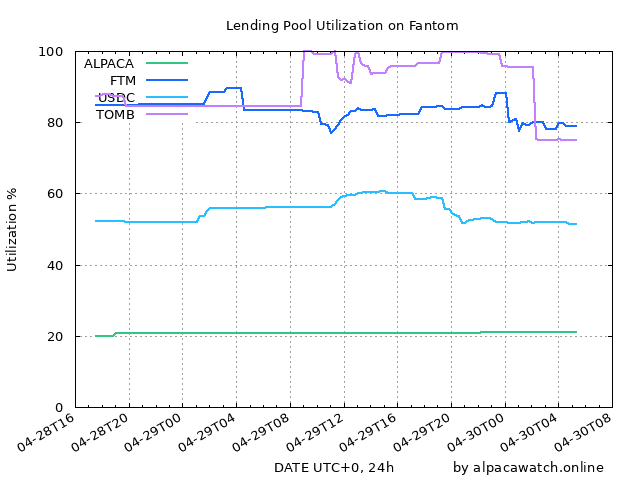 Lending Pool Utilization on Fantom
100
80
60
40
20
0
Utilization %
ALPACA
FTM
USDC
TOMB
04-28T16
04-28T20
04-29T00
04-29T04
04-29T08
04-29T12
04-29T16
04-29T20
04-30T00
04-30T04
04-30T08
DATE UTC+0, 24h
by alpacawatch.online